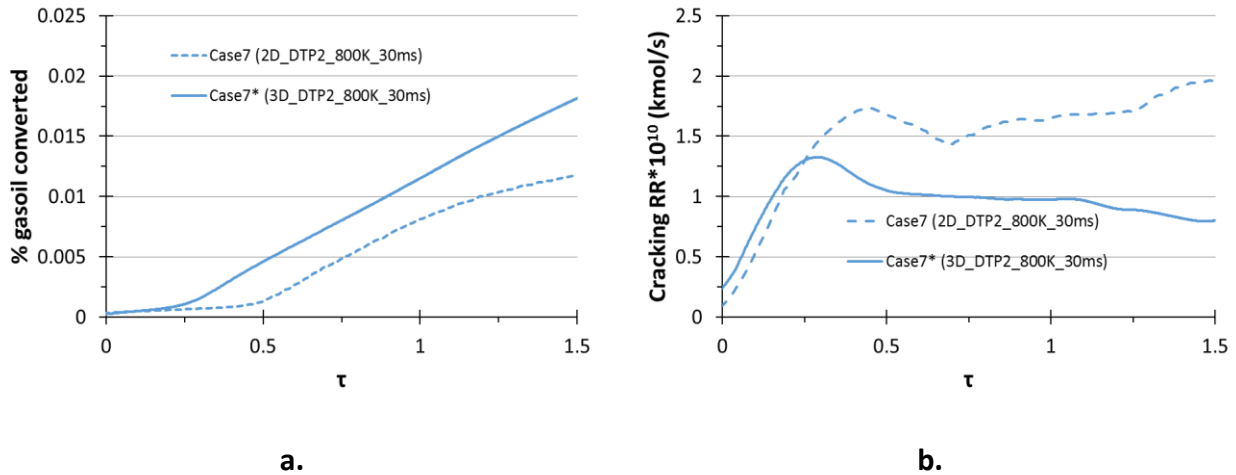 0.025
0.02
0.015
0.01
0.005
0
% gasoil converted
Case7 (2D_DTP2_800K_30ms)
Case7* (3D_DTP2_800K_30ms)
0 0.5 1 1.5
τ
a.
2.5
2
1.5
1
0.5
0
Cracking RR*10¹⁰ (kmol/s)
Case7 (2D_DTP2_800K_30ms)
Case7* (3D_DTP2_800K_30ms)
0 0.5 1 1.5
τ
b.